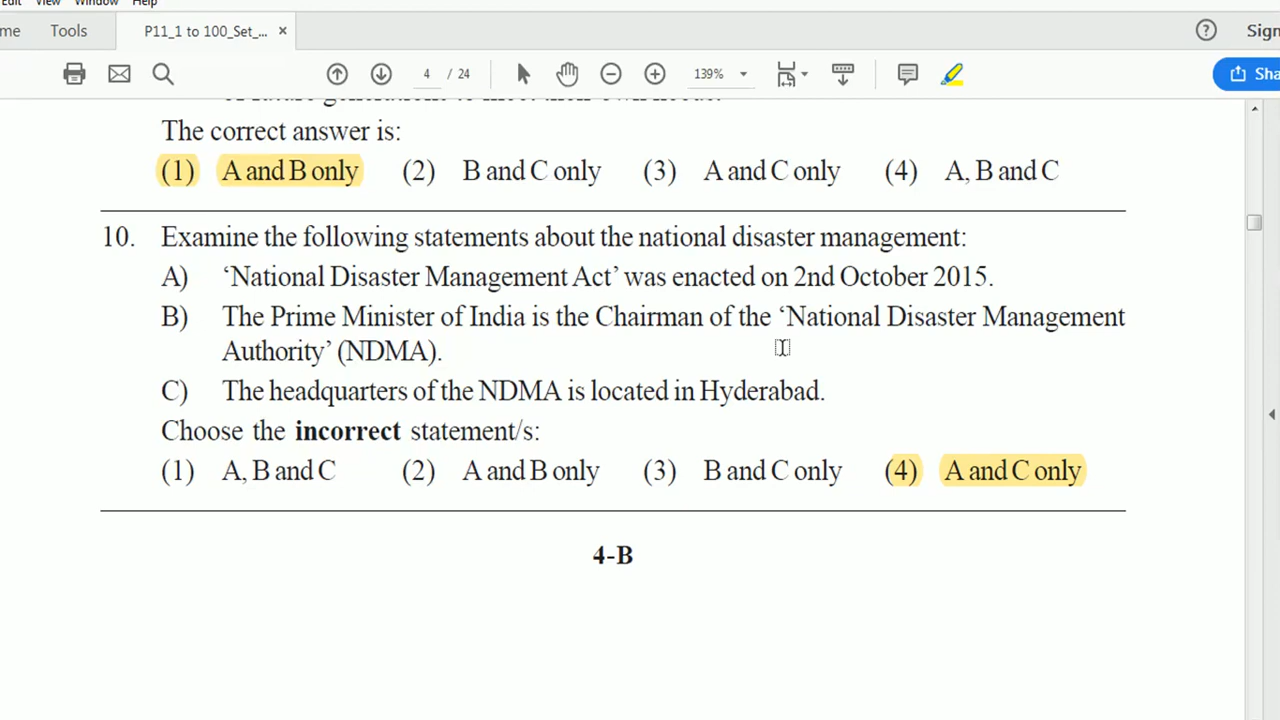 Edit View Window Help
Tools P11_1 to 100_Set_... × ? Sign
4 / 24 139%
The correct answer is:
(1) A and B only (2) B and C only (3) A and C only (4) A, B and C
10. Examine the following statements about the national disaster management:
A) ‘National Disaster Management Act’ was enacted on 2nd October 2015.
B) The Prime Minister of India is the Chairman of the ‘National Disaster Management
Authority’ (NDMA).
C) The headquarters of the NDMA is located in Hyderabad.
Choose the incorrect statement/s:
(1) A, B and C (2) A and B only (3) B and C only (4) A and C only
4-B